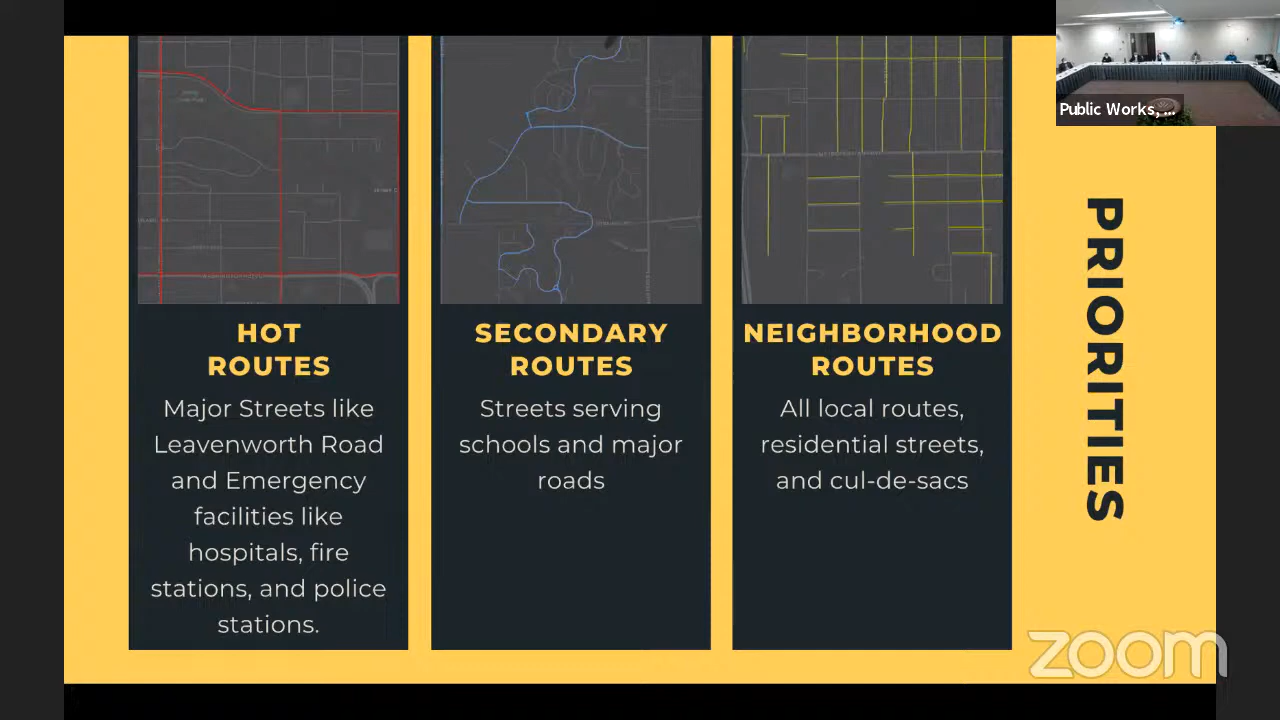 Public Works, ...
HOT
ROUTES
Major Streets like
Leavenworth Road
and Emergency
facilities like
hospitals, fire
stations, and police
stations.
SECONDARY
ROUTES
Streets serving
schools and major
roads
NEIGHBORHOOD
ROUTES
All local routes,
residential streets,
and cul-de-sacs
PRIORITIES
zoom